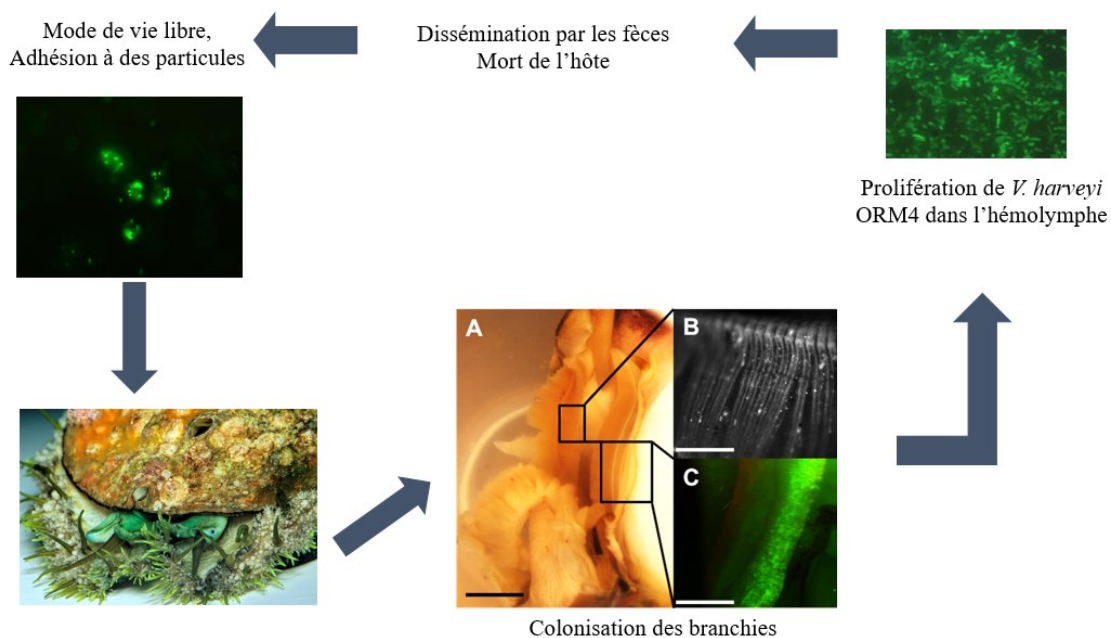 Mode de vie libre,
Adhésion à des particules
Dissémination par les fèces
Mort de l’hôte
Prolifération de V. harveyi
ORM4 dans l’hémolymphe
A
B
C
Colonisation des branchies